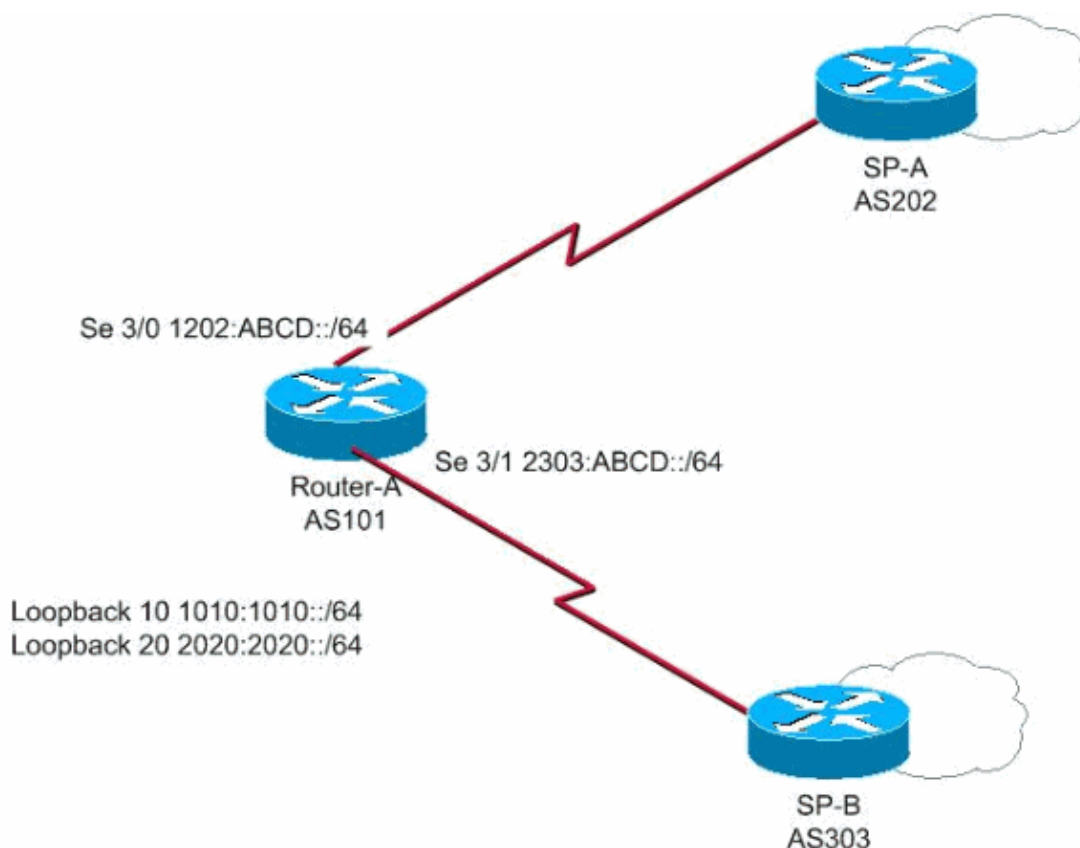 SP-A
AS202
Se 3/0 1202:ABCD::/64
Se 3/1 2303:ABCD::/64
Router-A
AS101
Loopback 10 1010:1010::/64
Loopback 20 2020:2020::/64
SP-B
AS303